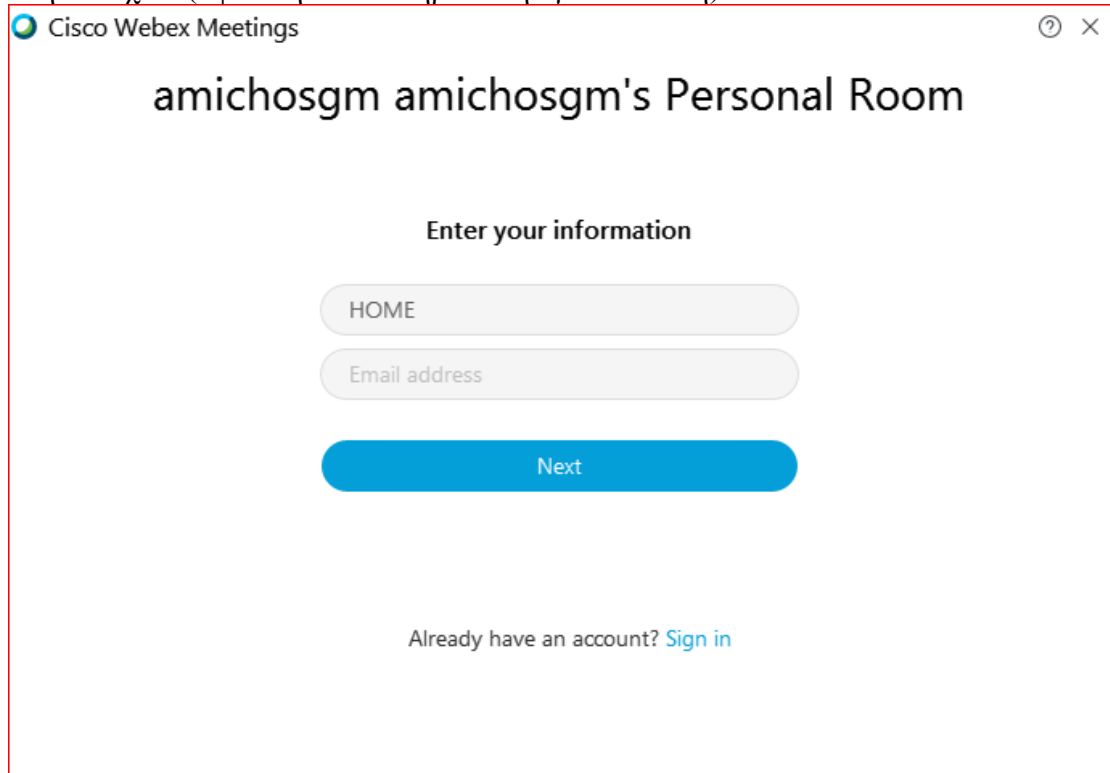 Cisco Webex Meetings
amichosgm amichosgm's Personal Room
Enter your information
HOME
Email address
Next
Already have an account? Sign in